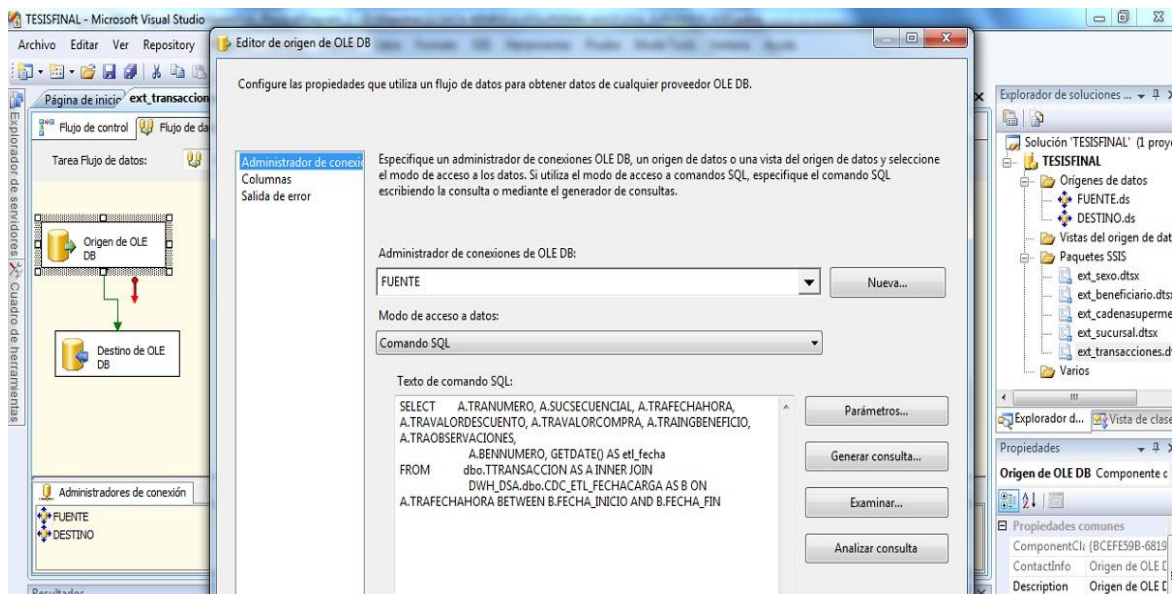 TESISFINAL - Microsoft Visual Studio
Archivo Editar Ver Repository
Página de inicio ext_transaccion
Flujo de control Flujo de da
Tarea Flujo de datos:
Explorador de servidores
Cuadro de herramientas
Origen de OLE
DB
Destino de OLE
DB
Administradores de conexión
FUENTE
DESTINO
Resultados
Editor de origen de OLE DB
Configure las propiedades que utiliza un flujo de datos para obtener datos de cualquier proveedor OLE DB.
Administrador de conexi
Columnas
Salida de error
Especifique un administrador de conexiones OLE DB, un origen de datos o una vista del origen de datos y seleccione
el modo de acceso a los datos. Si utiliza el modo de acceso a comandos SQL, especifique el comando SQL
escribiendo la consulta o mediante el generador de consultas.
Administrador de conexiones de OLE DB:
FUENTE
Nueva...
Modo de acceso a datos:
Comando SQL
Texto de comando SQL:
SELECT A.TRANUMERO, A.SUCSECUENCIAL, A.TRAFECHAHORA,
A.TRAVALORDESCUENTO, A.TRAVALORCOMPRA, A.TRAINGBENEFICIO,
A.TRAOBSERVACIONES,
A.BENNUMERO, GETDATE() AS etl_fecha
FROM dbo.TTRANSACCION AS A INNER JOIN
DWH_DSA.dbo.CDC_ETL_FECHACARGA AS B ON
A.TRAFECHAHORA BETWEEN B.FECHA_INICIO AND B.FECHA_FIN
Parámetros...
Generar consulta...
Examinar...
Analizar consulta
Explorador de soluciones ...
Solución 'TESISFINAL' (1 proye
TESISFINAL
Orígenes de datos
FUENTE.ds
DESTINO.ds
Vistas del origen de dat
Paquetes SSIS
ext_sexo.dtsx
ext_beneficiario.dtsx
ext_cadenasuperme
ext_sucursal.dtsx
ext_transacciones.d
Varios
Explorador d... Vista de clase
Propiedades
Origen de OLE DB Componente c
Propiedades comunes
ComponentCl {BCEFE59B-6819
ContactInfo Origen de OLE D
Description Origen de OLE D